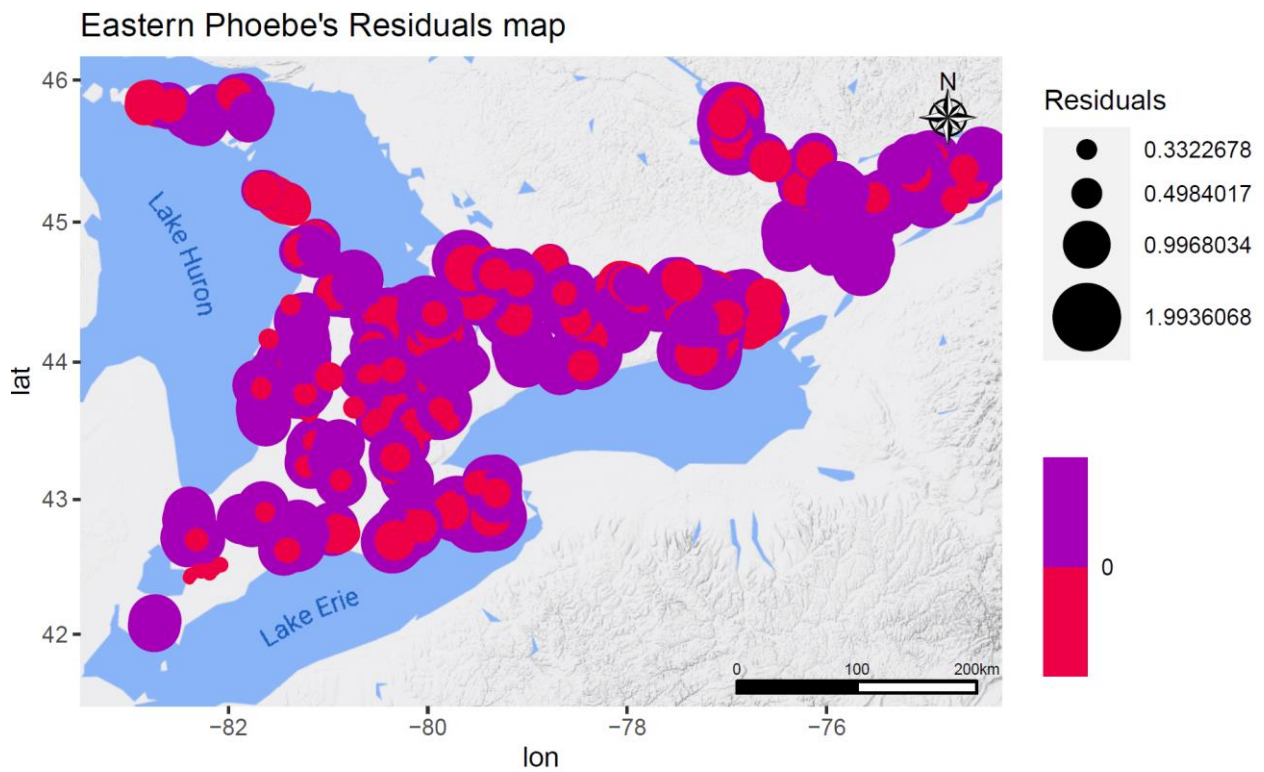 Eastern Phoebe's Residuals map
46
45
44
43
42
lat
−82
−80
−78
−76
lon
Lake Huron
Lake Erie
N
0
100
200km
Residuals
0.3322678
0.4984017
0.9968034
1.9936068
0